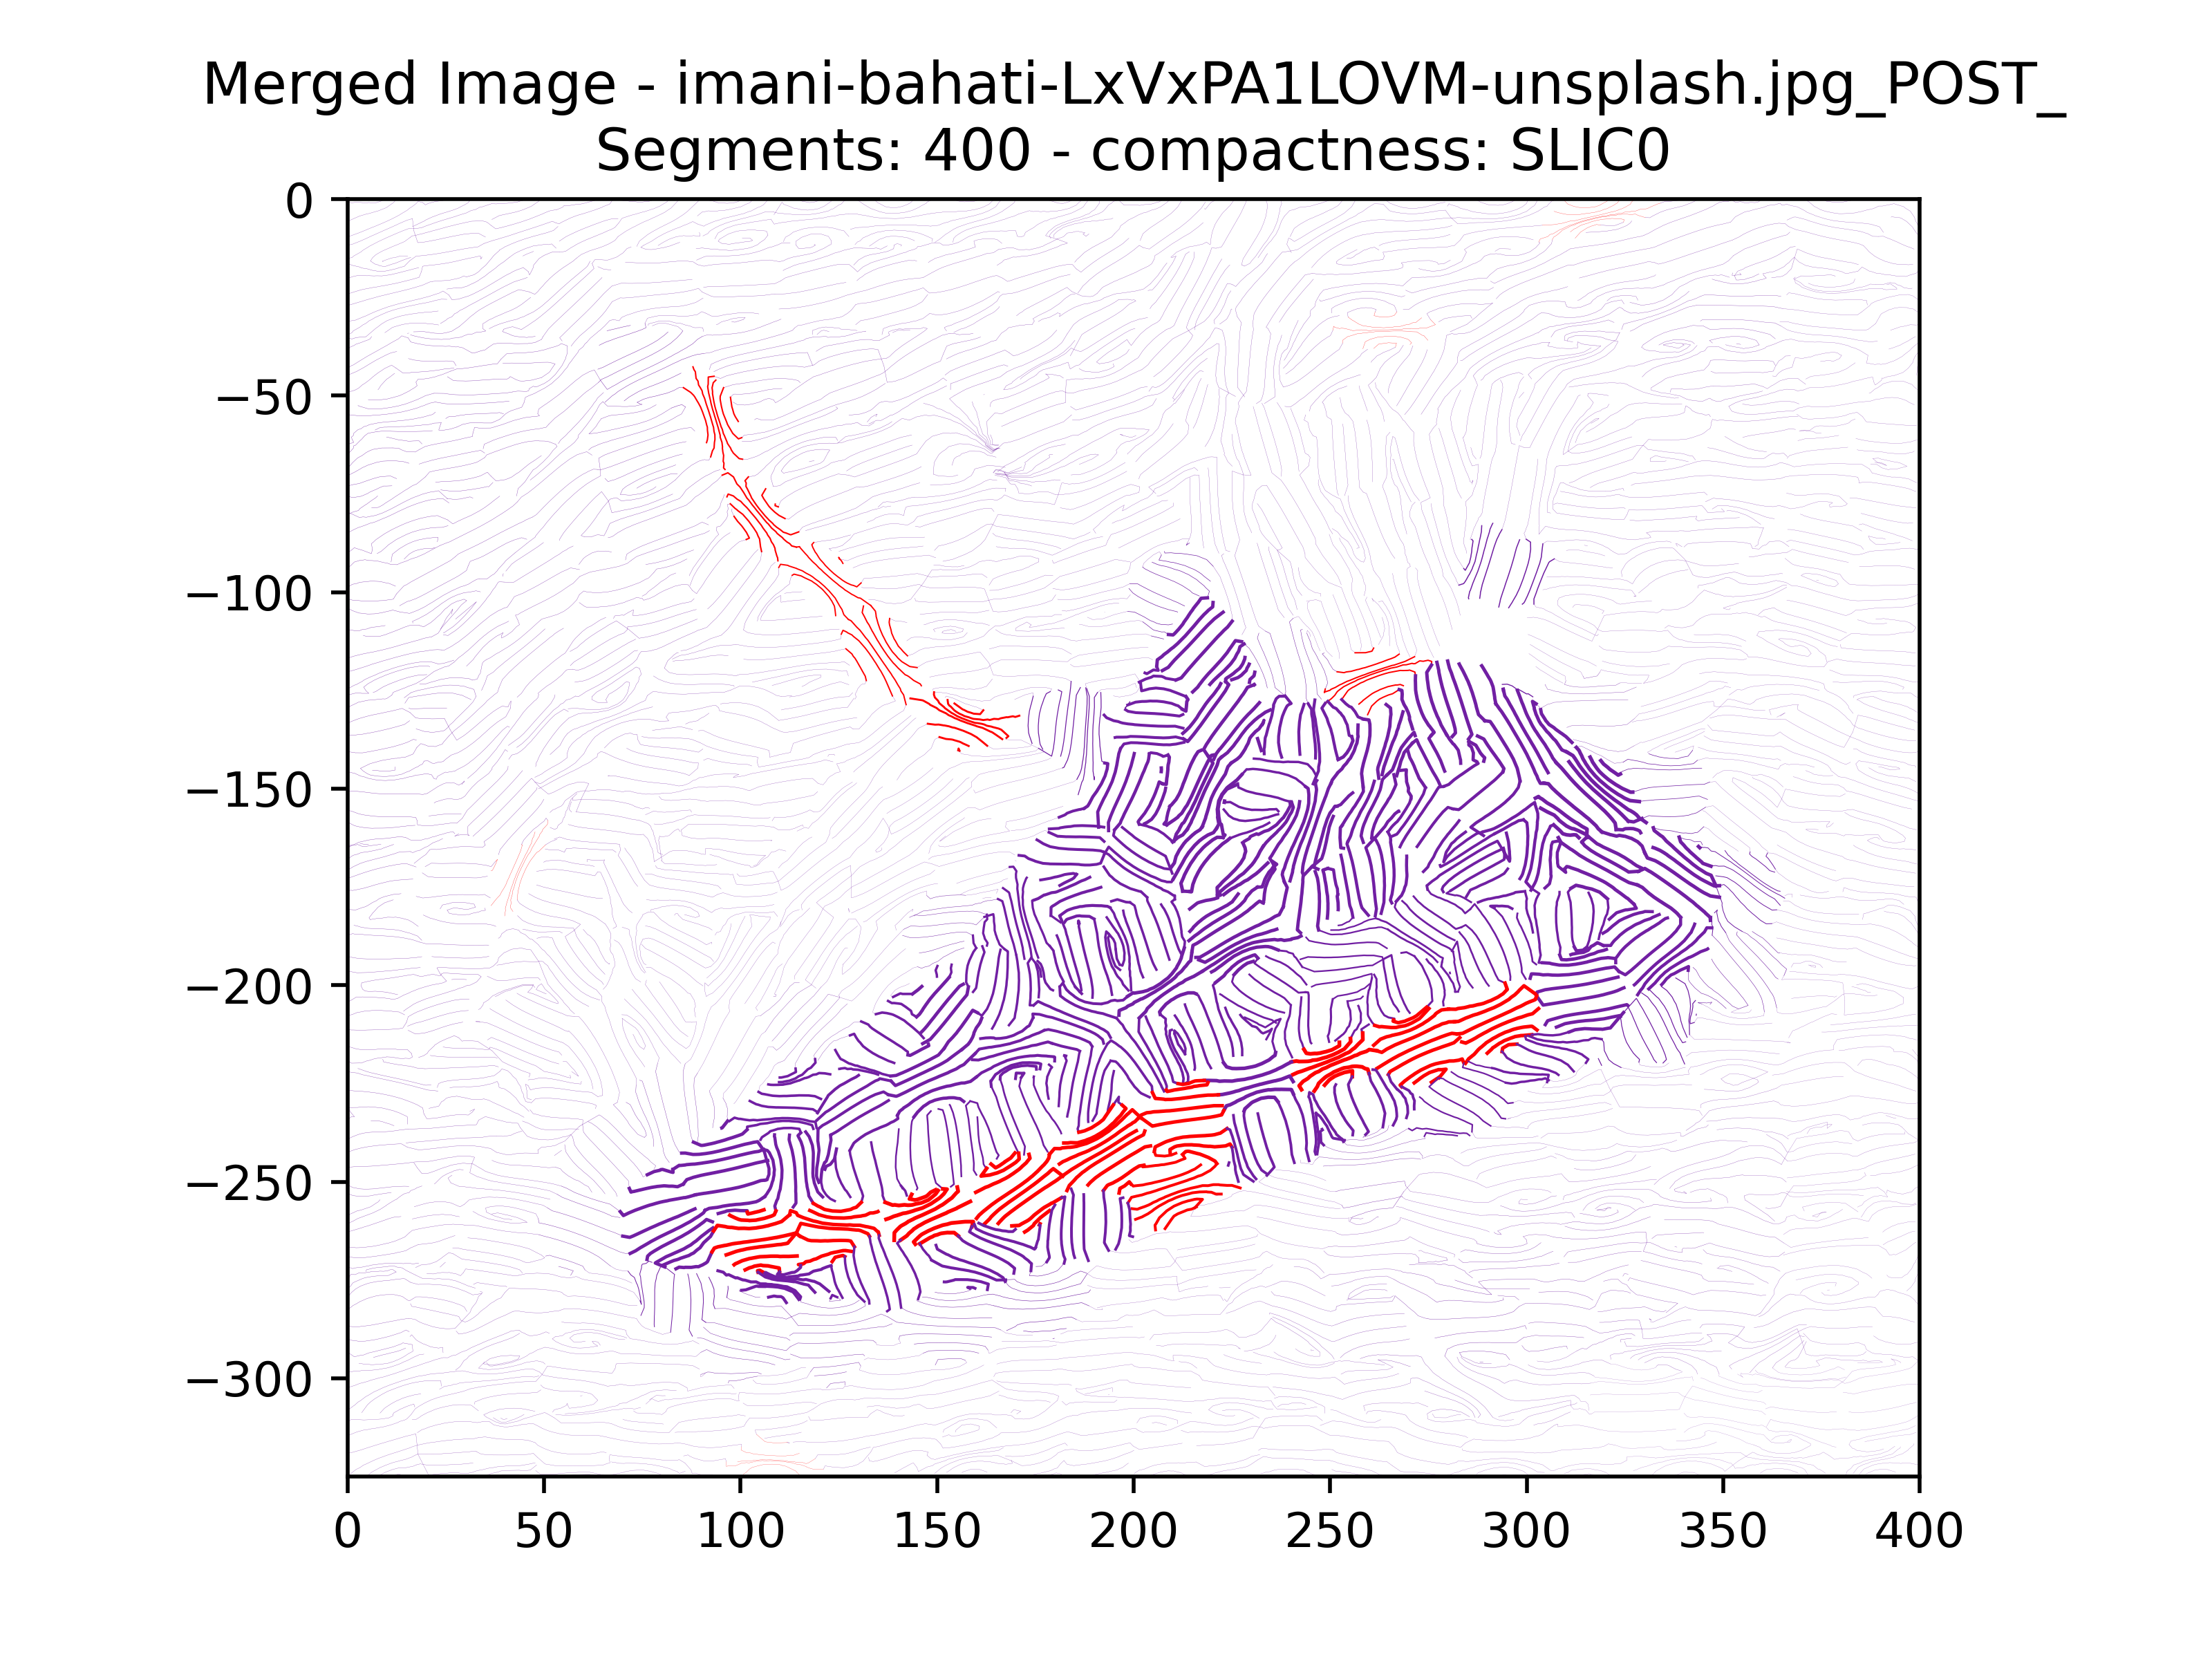 Merged Image - imani-bahati-LxVxPA1LOVM-unsplash.jpg_POST_
Segments: 400 - compactness: SLIC0
0
−50
−100
−150
−200
−250
−300
0 50 100 150 200 250 300 350 400